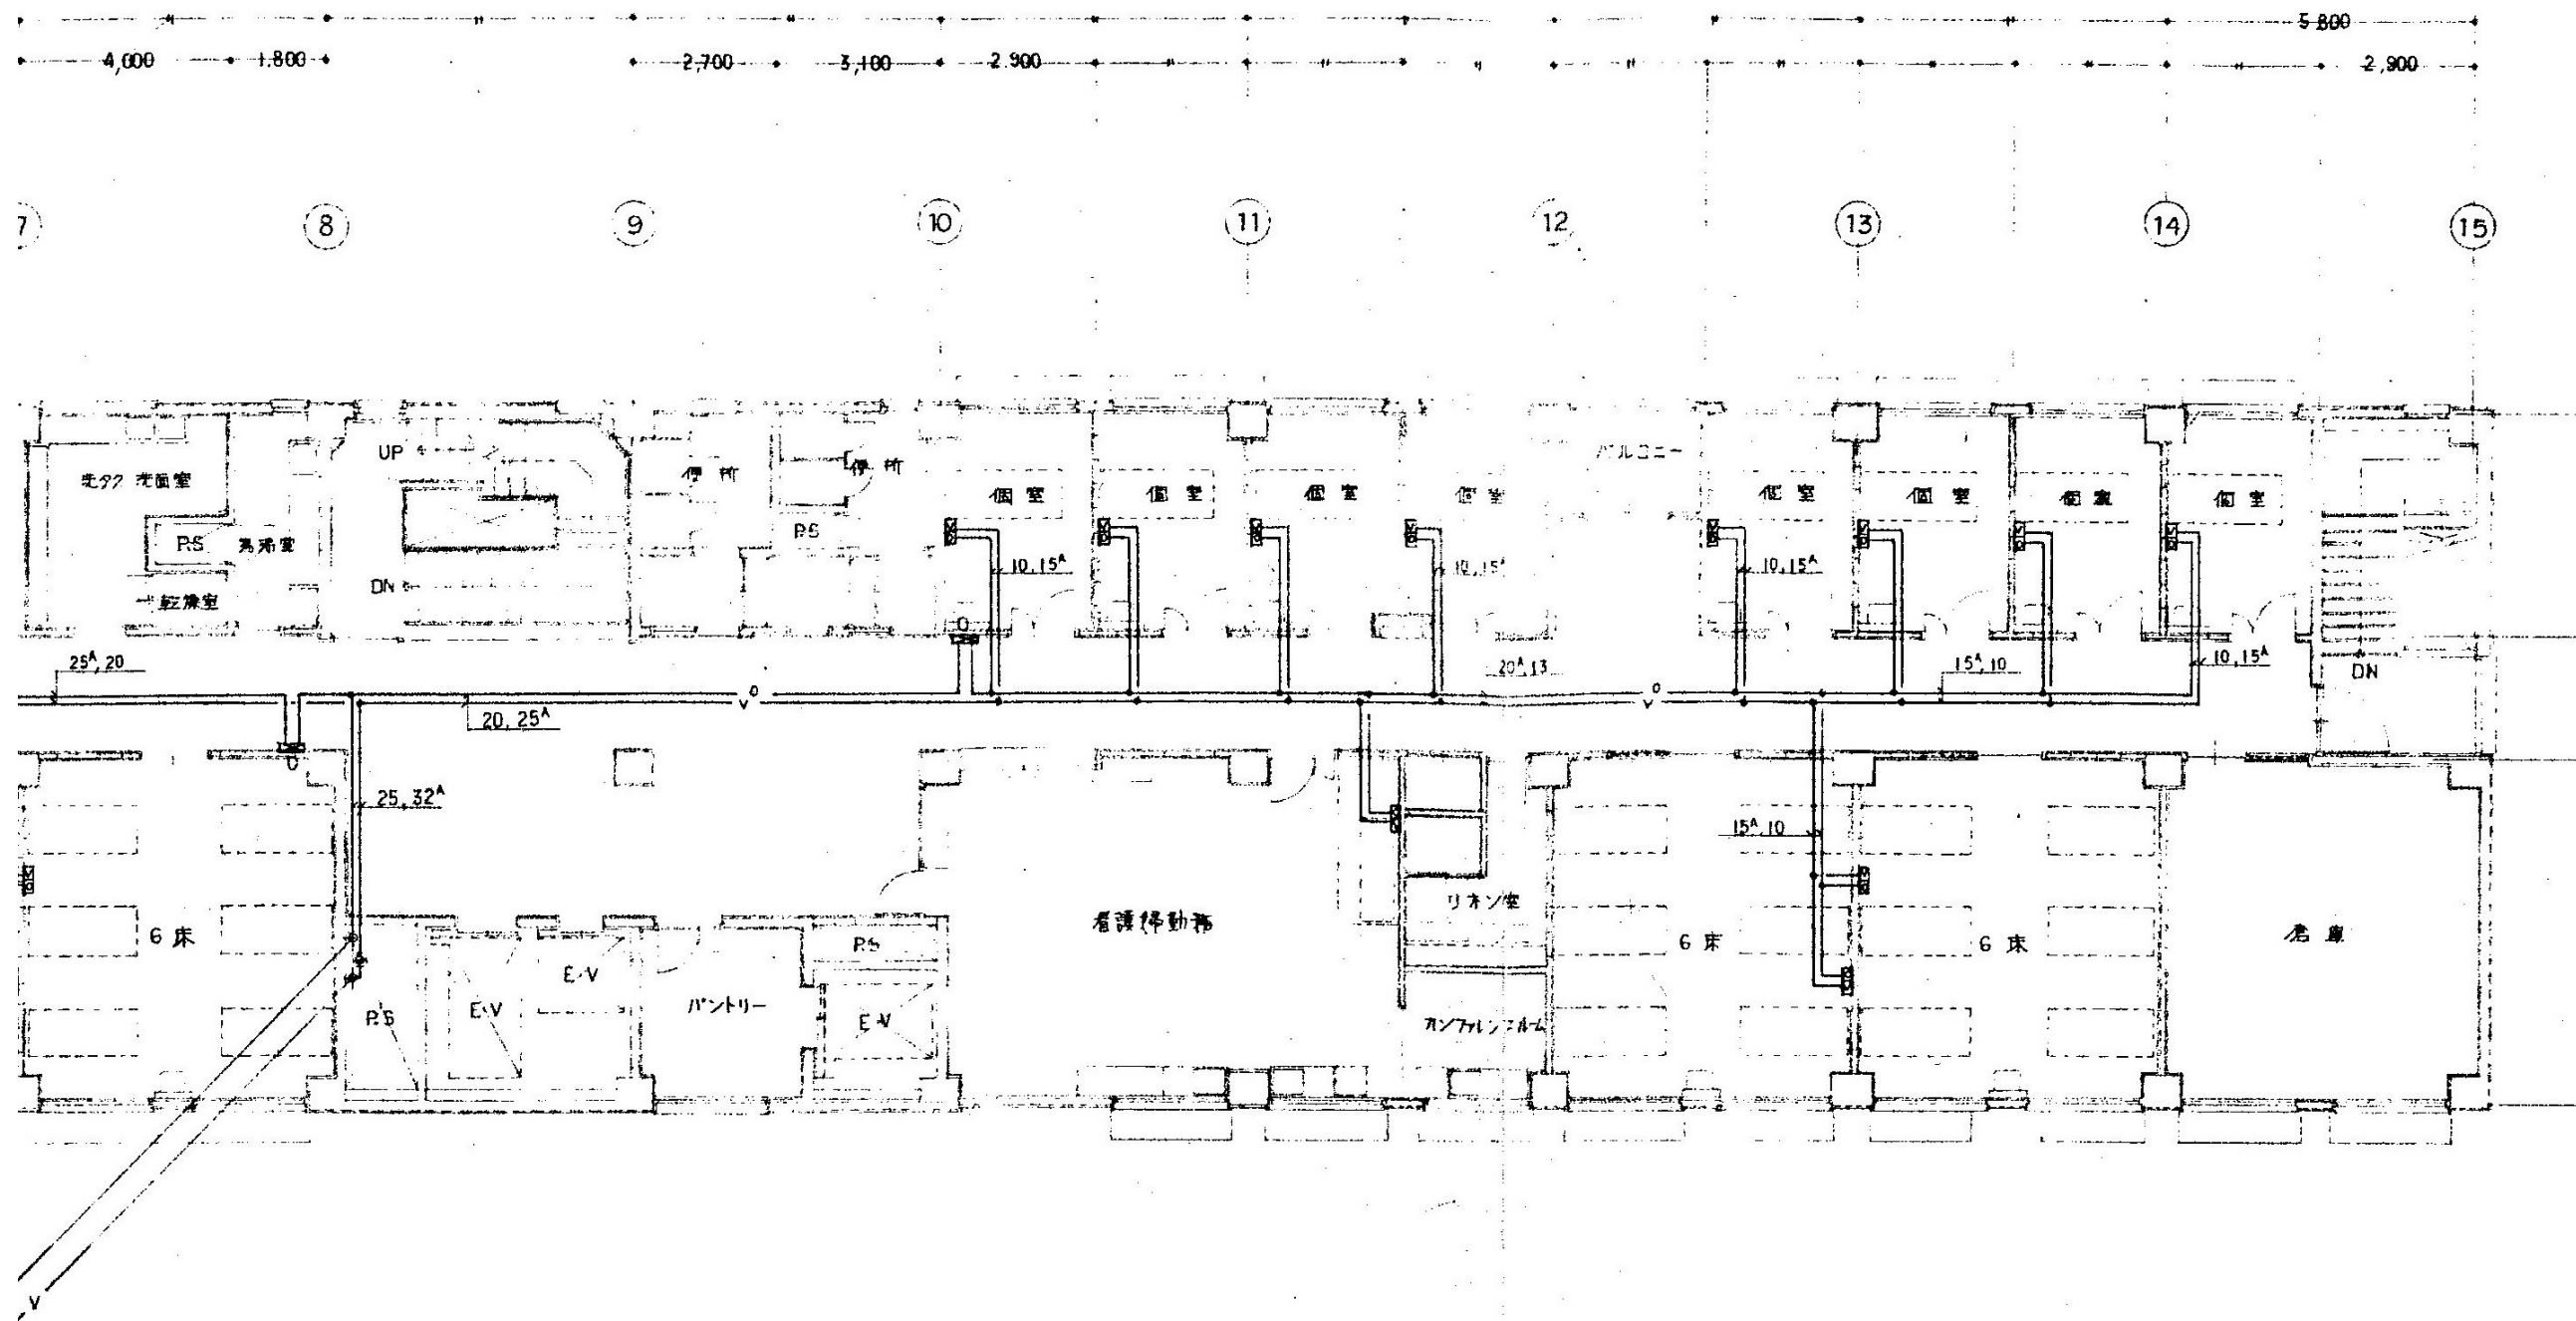 5,800
4,000 1.800 2,700 3,100 2.900 2,900
7 8 9 10 11 12 13 14 15
バルコニー
UP
洗タク 洗面室
便所
便所
個室
個室
個室
個室
個室
個室
個室
個室
P.S
P.S
乾燥室
DN
10,15A
10,15A
10,15A
O
25A,20
20A,13
15A,10
10,15A
DN
O
V
O
V
20,25A
O
25,32A
15A,10
リネン室
6床
看護婦勤務
6床
6床
倉庫
P.S
E.V
E.V
P.S
パントリー
E.V
カンファレンスルーム
V